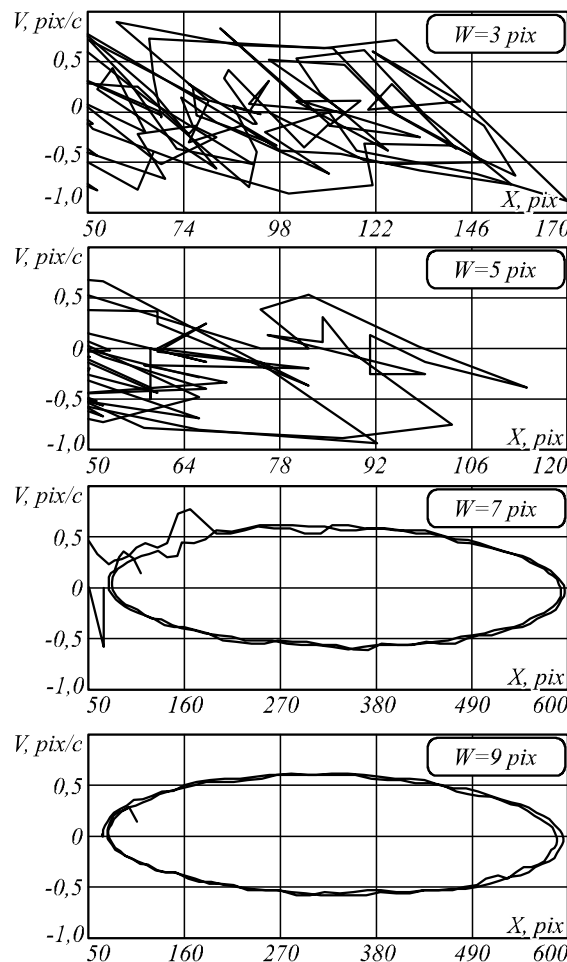 V, pix/c
W=3 pix
0,5
0
-0,5
-1,0
X, pix
50 74 98 122 146 170
V, pix/c
W=5 pix
0,5
0
-0,5
-1,0
X, pix
50 64 78 92 106 120
V, pix/c
W=7 pix
0,5
0
-0,5
-1,0
X, pix
50 160 270 380 490 600
V, pix/c
W=9 pix
0,5
0
-0,5
-1,0
X, pix
50 160 270 380 490 600